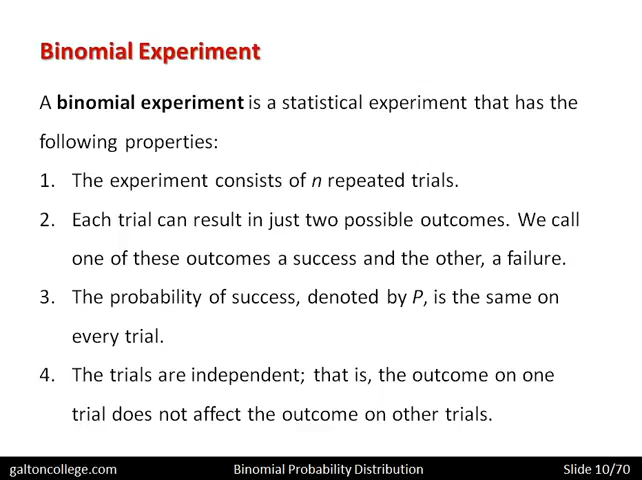 Binomial Experiment
A binomial experiment is a statistical experiment that has the
following properties:
1. The experiment consists of n repeated trials.
2. Each trial can result in just two possible outcomes. We call
one of these outcomes a success and the other, a failure.
3. The probability of success, denoted by P, is the same on
every trial.
4. The trials are independent; that is, the outcome on one
trial does not affect the outcome on other trials.
galtoncollege.com Binomial Probability Distribution Slide 10/70